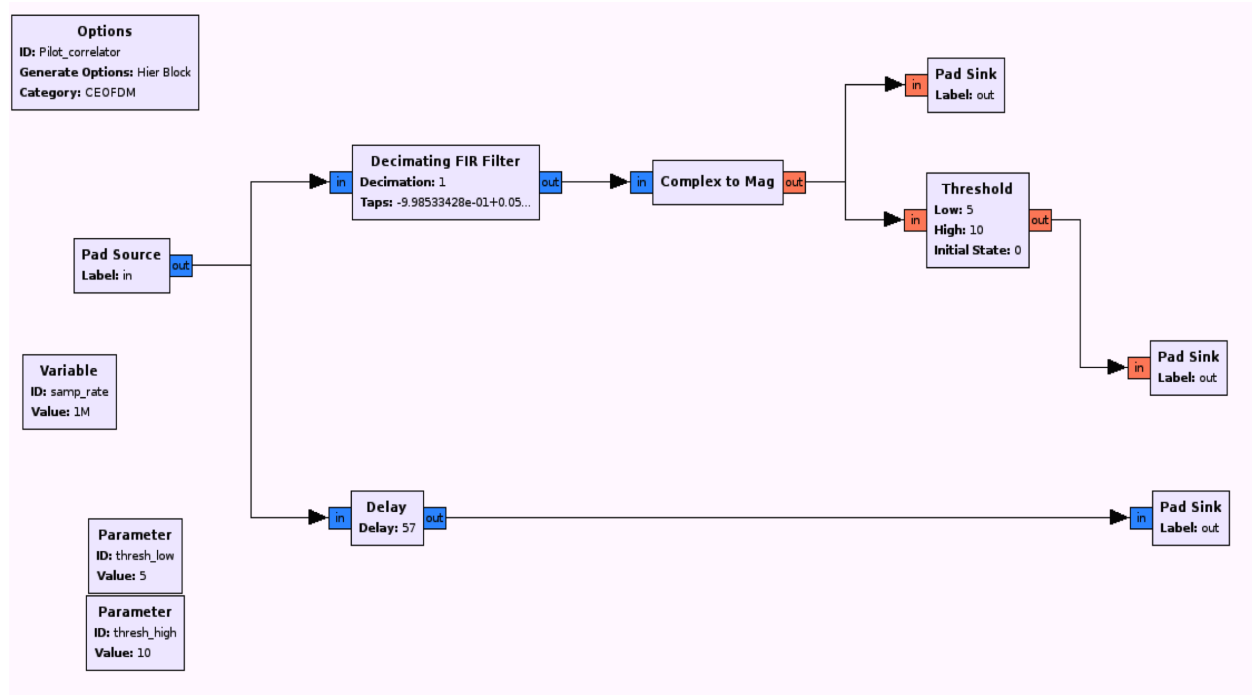 Options
ID: Pilot_correlator
Generate Options: Hier Block
Category: CEOFDM
Pad Sink
in
Label: out
Decimating FIR Filter
in
Decimation: 1
out
Taps: -9.98533428e-01+0.05...
in
Complex to Mag
out
Threshold
in
Low: 5
out
High: 10
Initial State: 0
Pad Source
Label: in
out
Variable
ID: samp_rate
Value: 1M
Pad Sink
in
Label: out
Delay
in
Delay: 57
out
Pad Sink
in
Label: out
Parameter
ID: thresh_low
Value: 5
Parameter
ID: thresh_high
Value: 10